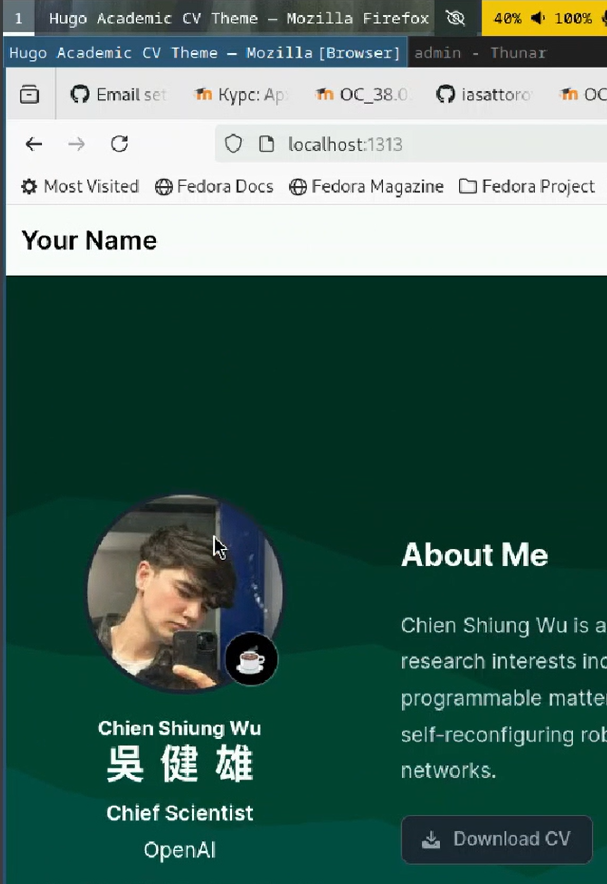 1 Hugo Academic CV Theme — Mozilla Firefox 40% 100%
Hugo Academic CV Theme — Mozilla [Browser] admin - Thunar
Email set Курс: Ар OC_38.0 iasattoro OC
localhost:1313
Most Visited Fedora Docs Fedora Magazine Fedora Project
Your Name
About Me
Chien Shiung Wu is a
research interests inc
programmable matte
self-reconfiguring rob
networks.
Download CV
Chien Shiung Wu
吳健雄
Chief Scientist
OpenAI